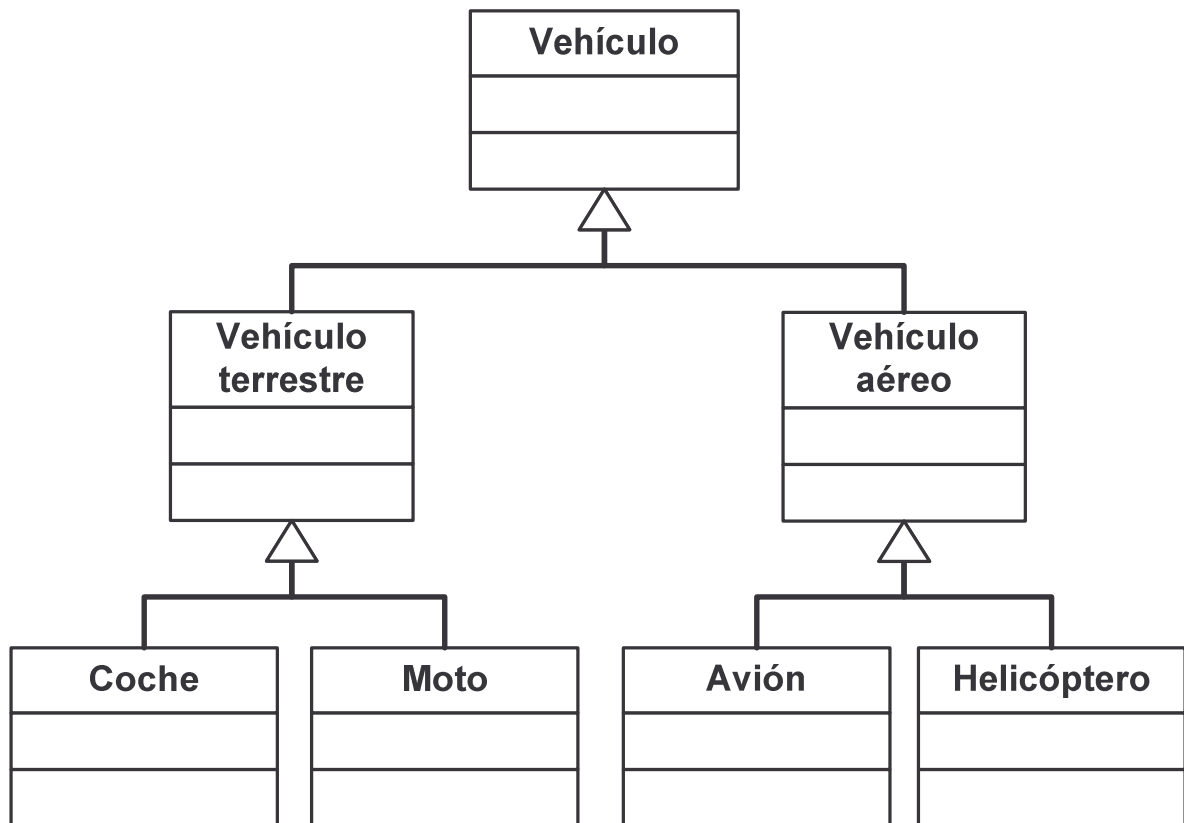 Vehículo
Vehículo
terrestre
Vehículo
aéreo
Coche
Moto
Avión
Helicóptero